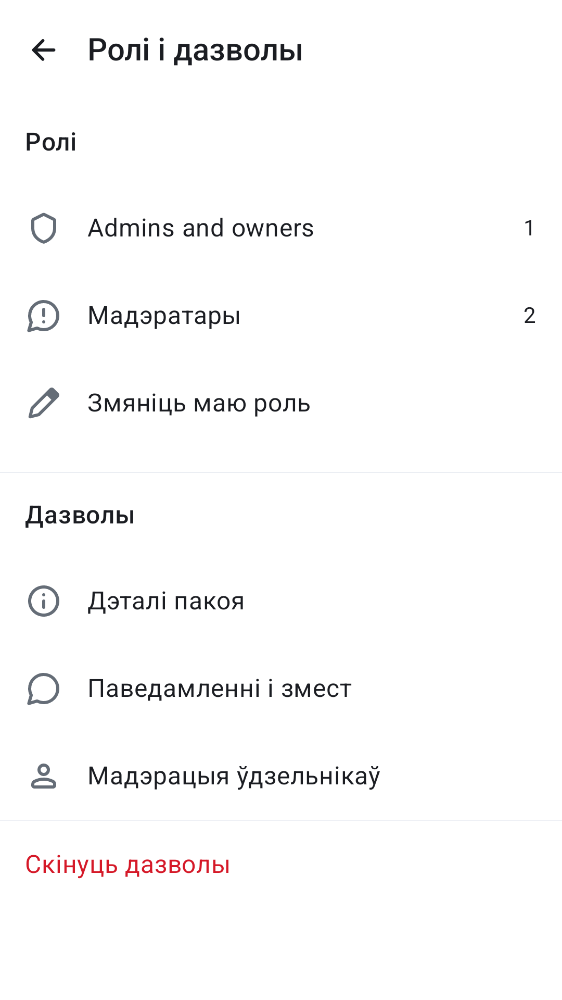 Ролі і дазволы
Ролі
Admins and owners 1
Мадэратары 2
Змяніць маю роль
Дазволы
Дэталі пакоя
Паведамленні і змест
Мадэрацыя ўдзельнікаў
Скінуць дазволы